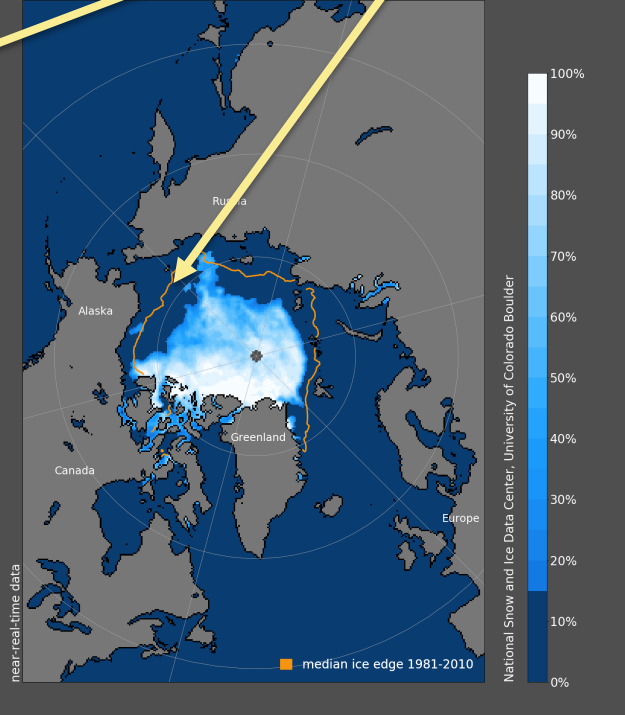 Russia
Alaska
Greenland
Canada
Europe
median ice edge 1981-2010
near-real-time data
National Snow and Ice Data Center, University of Colorado Boulder
100%
90%
80%
70%
60%
50%
40%
30%
20%
10%
0%